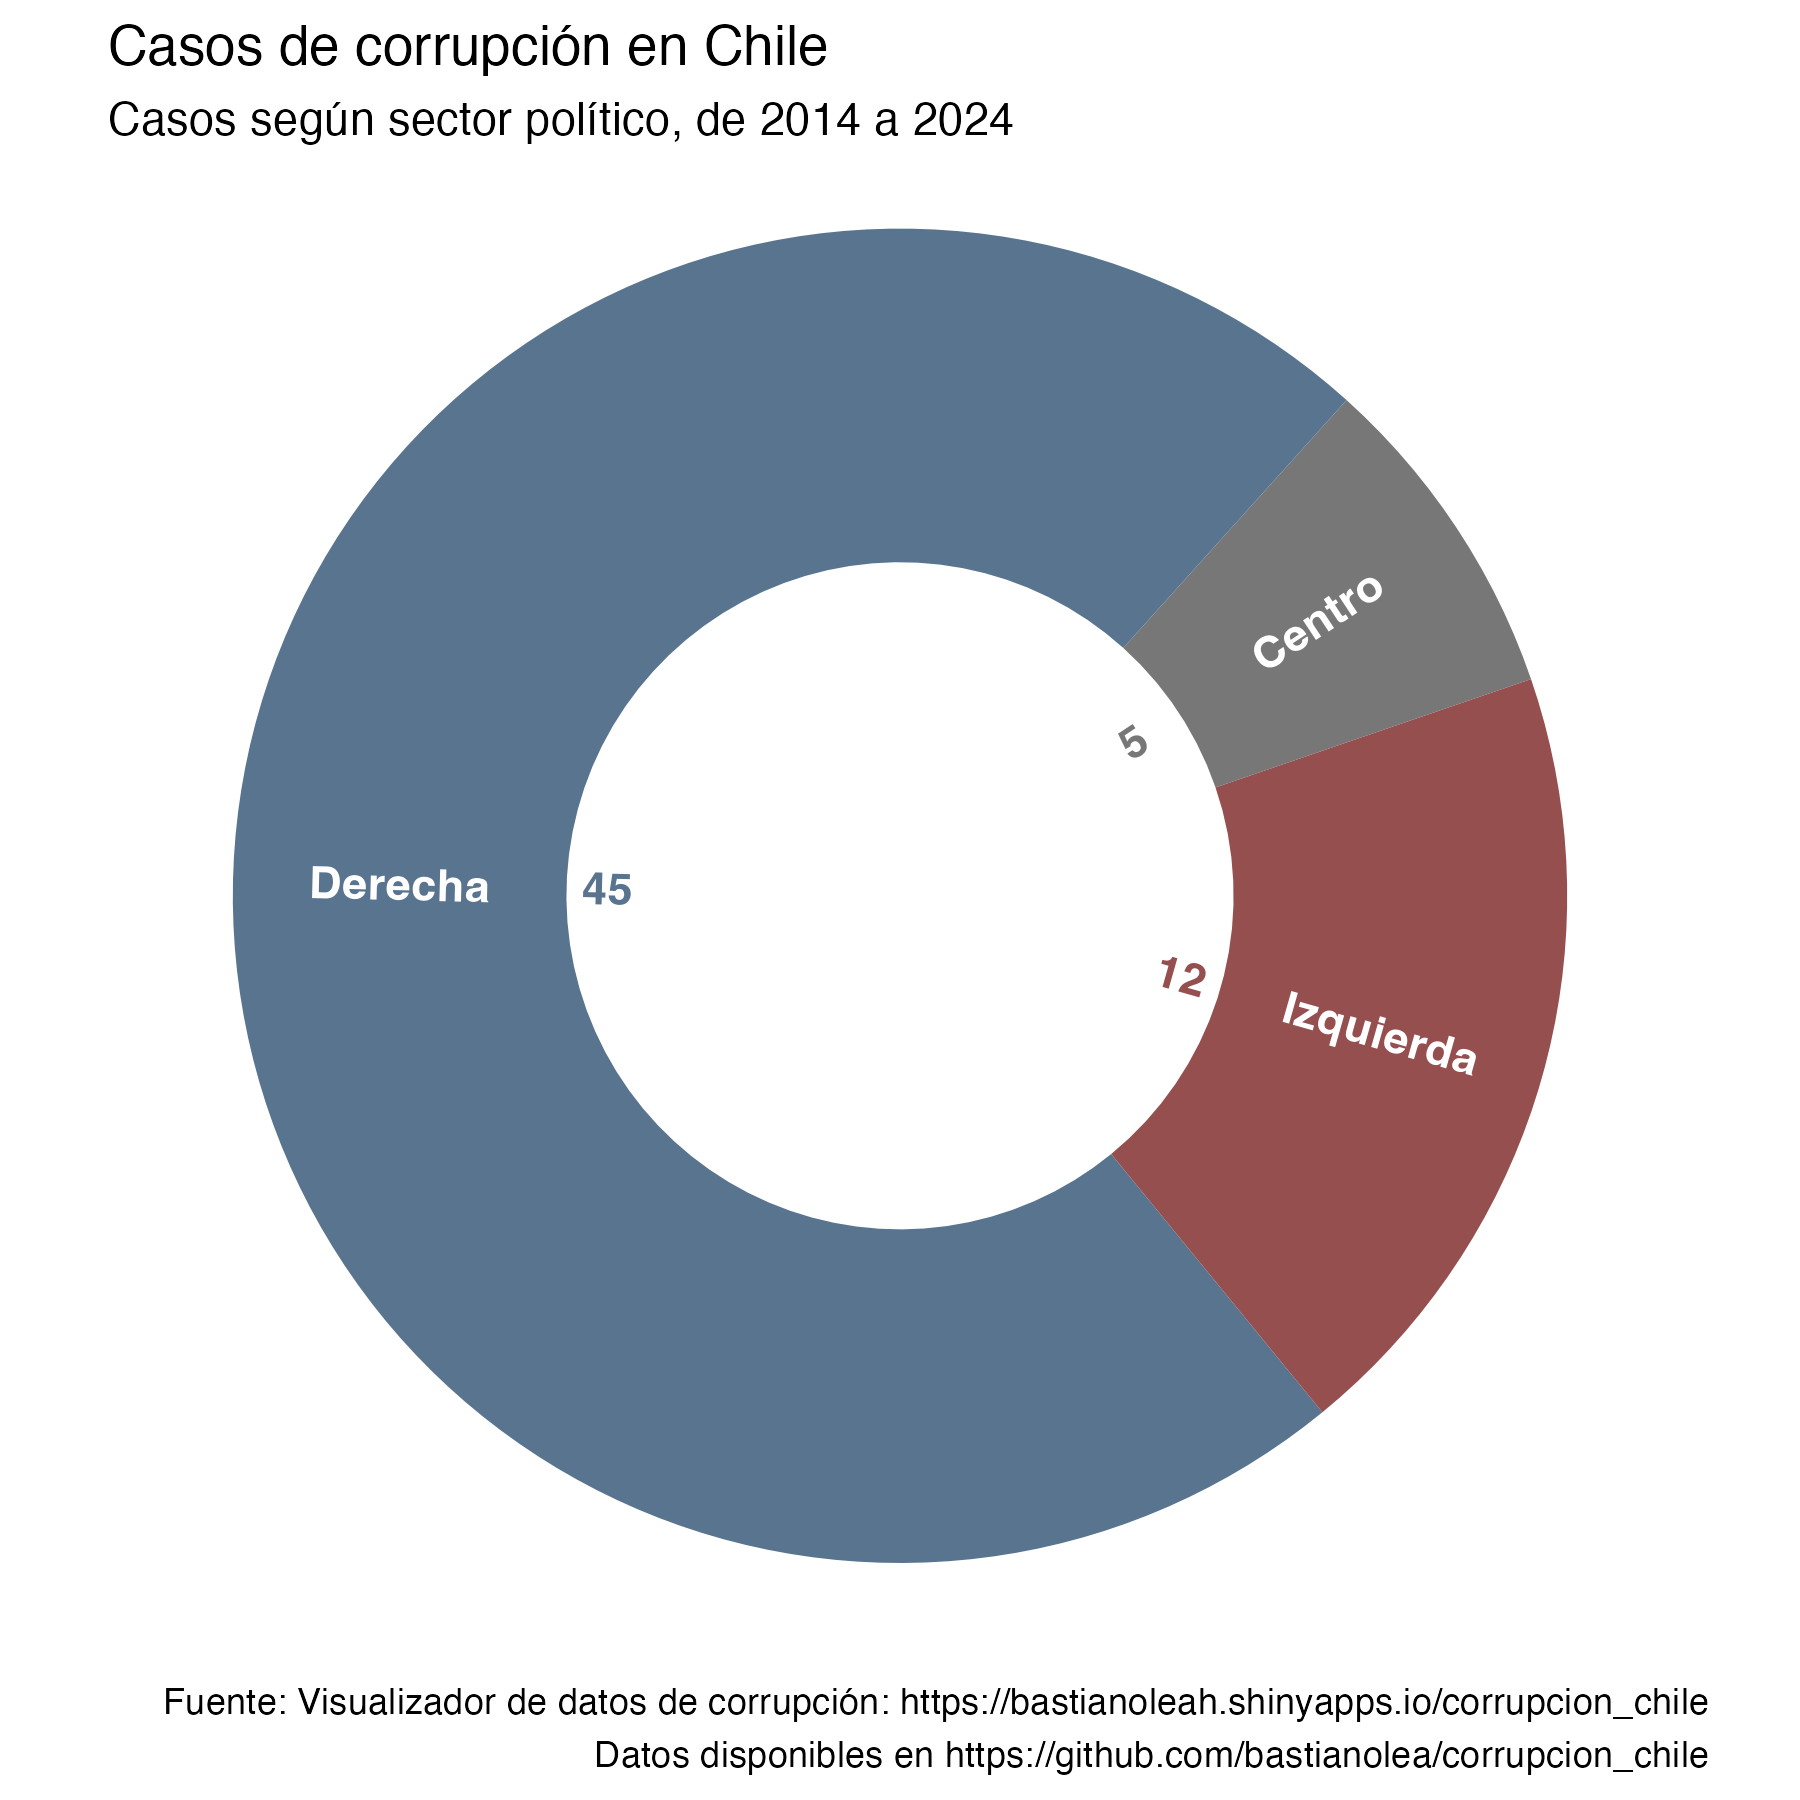 Casos de corrupción en Chile
Casos según sector político, de 2014 a 2024
Centro
5
Derecha
45
12
Izquierda
Fuente: Visualizador de datos de corrupción: https://bastianoleah.shinyapps.io/corrupcion_chile
Datos disponibles en https://github.com/bastianolea/corrupcion_chile